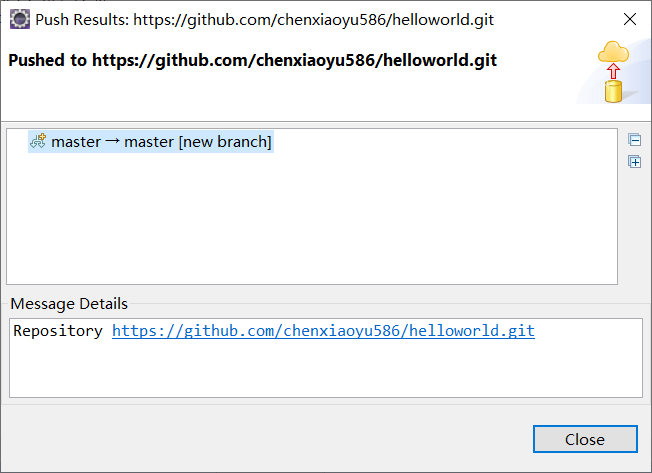 Push Results: https://github.com/chenxiaoyu586/helloworld.git
Pushed to https://github.com/chenxiaoyu586/helloworld.git
master → master [new branch]
Message Details
Repository https://github.com/chenxiaoyu586/helloworld.git
Close